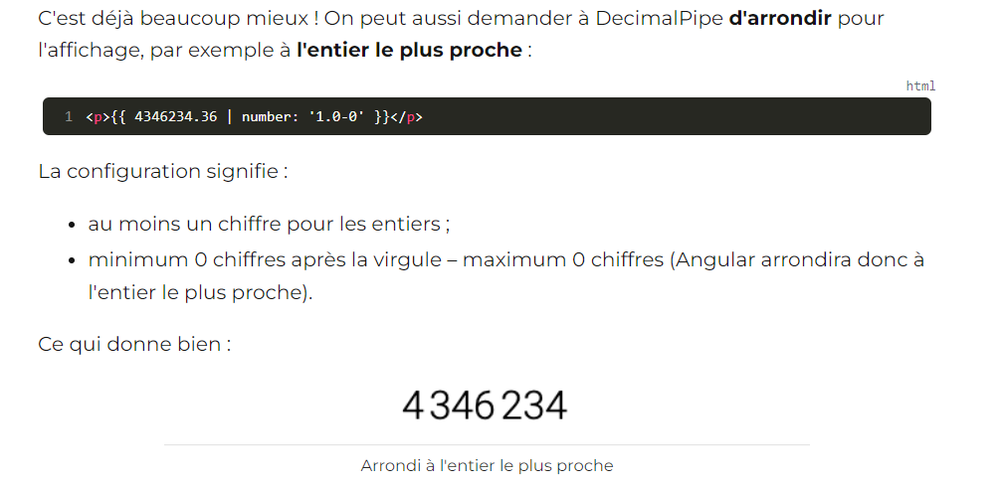 C'est déjà beaucoup mieux ! On peut aussi demander à DecimalPipe d'arrondir pour
l'affichage, par exemple à l'entier le plus proche :
html
1 <p>{{ 4346234.36 | number: '1.0-0' }}</p>
La configuration signifie :
• au moins un chiffre pour les entiers ;
• minimum 0 chiffres après la virgule – maximum 0 chiffres (Angular arrondira donc à
l'entier le plus proche).
Ce qui donne bien :
4 346 234
Arrondi à l'entier le plus proche